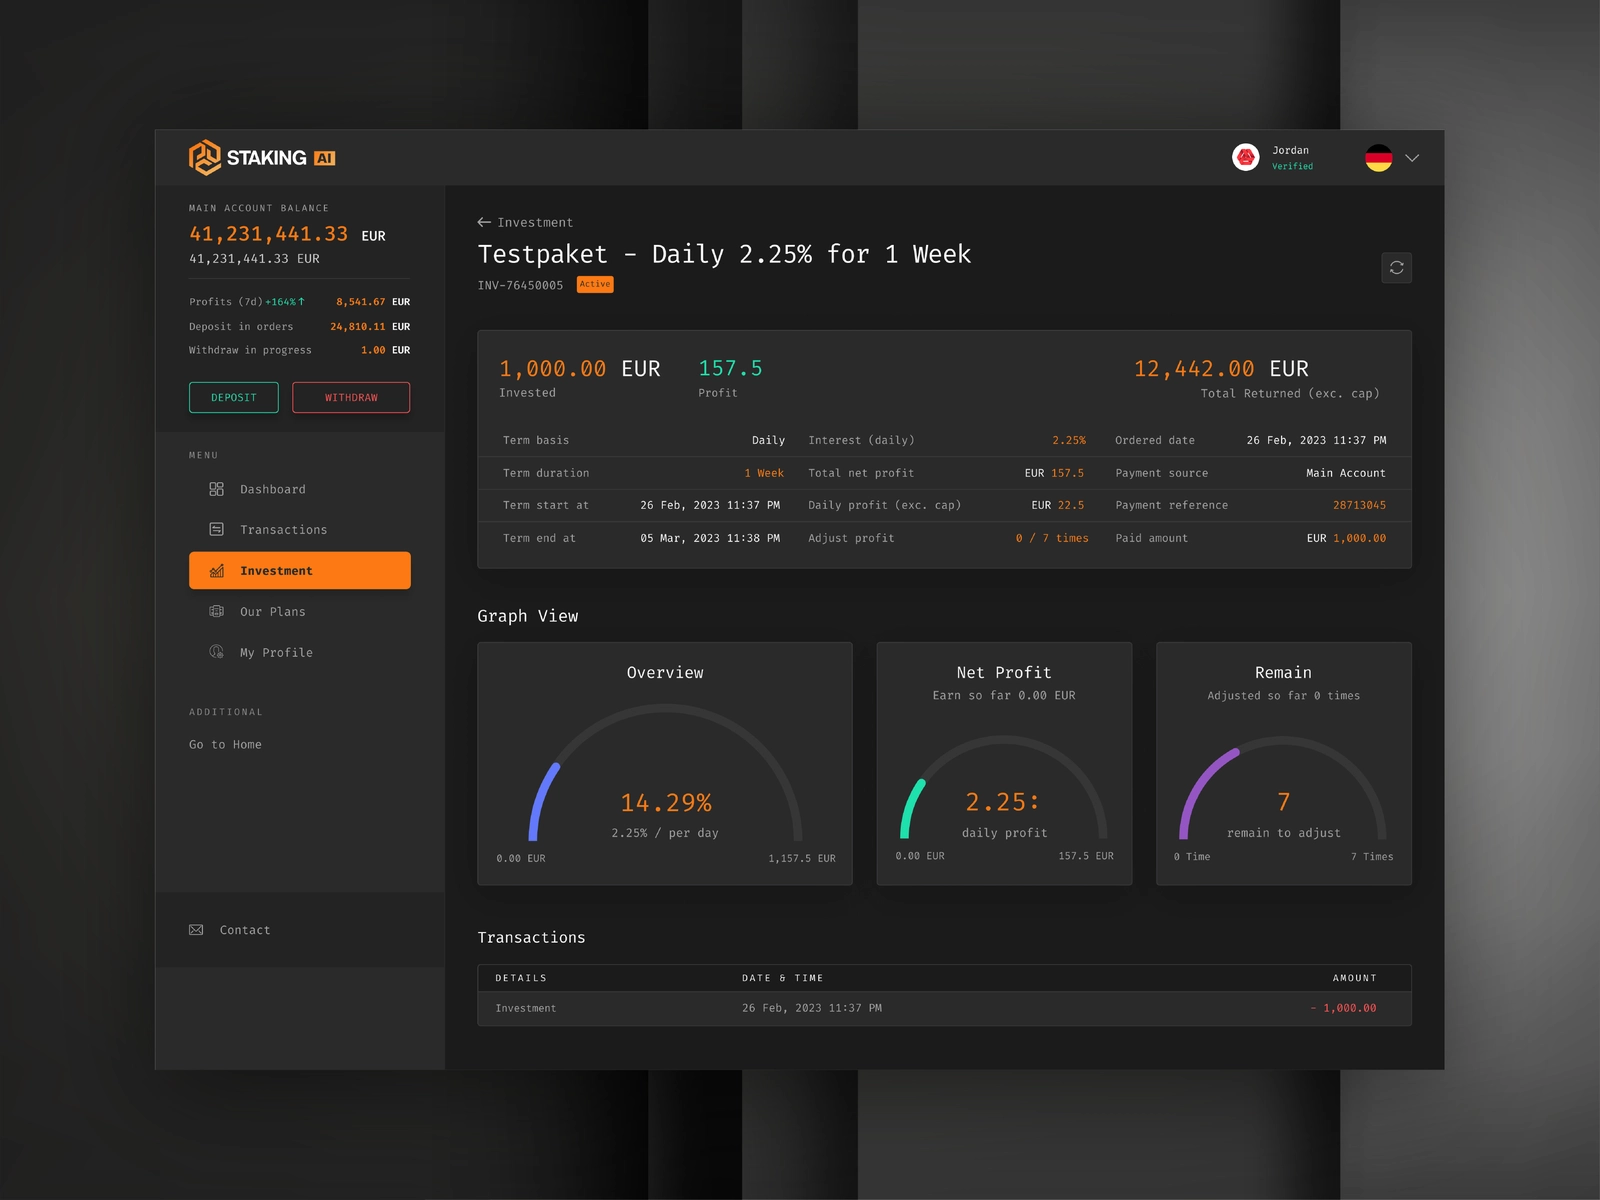 STAKING AI
Jordan
Verified
MAIN ACCOUNT BALANCE
41,231,441.33 EUR
41,231,441.33 EUR
Profits (7d) +164%↑ 8,541.67 EUR
Deposit in orders 24,810.11 EUR
Withdraw in progress 1.00 EUR
DEPOSIT WITHDRAW
MENU
Dashboard
Transactions
Investment
Our Plans
My Profile
ADDITIONAL
Go to Home
Contact
← Investment
Testpaket - Daily 2.25% for 1 Week
INV-76450005 Active
1,000.00 EUR 157.5 12,442.00 EUR
Invested Profit Total Returned (exc. cap)
Term basis Daily Interest (daily) 2.25% Ordered date 26 Feb, 2023 11:37 PM
Term duration 1 Week Total net profit EUR 157.5 Payment source Main Account
Term start at 26 Feb, 2023 11:37 PM Daily profit (exc. cap) EUR 22.5 Payment reference 28713045
Term end at 05 Mar, 2023 11:38 PM Adjust profit 0 / 7 times Paid amount EUR 1,000.00
Graph View
Overview
14.29%
2.25% / per day
0.00 EUR 1,157.5 EUR
Net Profit
Earn so far 0.00 EUR
2.25:
daily profit
0.00 EUR 157.5 EUR
Remain
Adjusted so far 0 times
7
remain to adjust
0 Time 7 Times
Transactions
DETAILS DATE & TIME AMOUNT
Investment 26 Feb, 2023 11:37 PM - 1,000.00